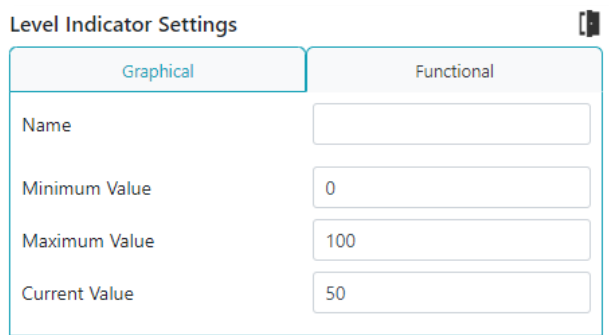 Level Indicator Settings
Graphical Functional
Name
Minimum Value 0
Maximum Value 100
Current Value 50